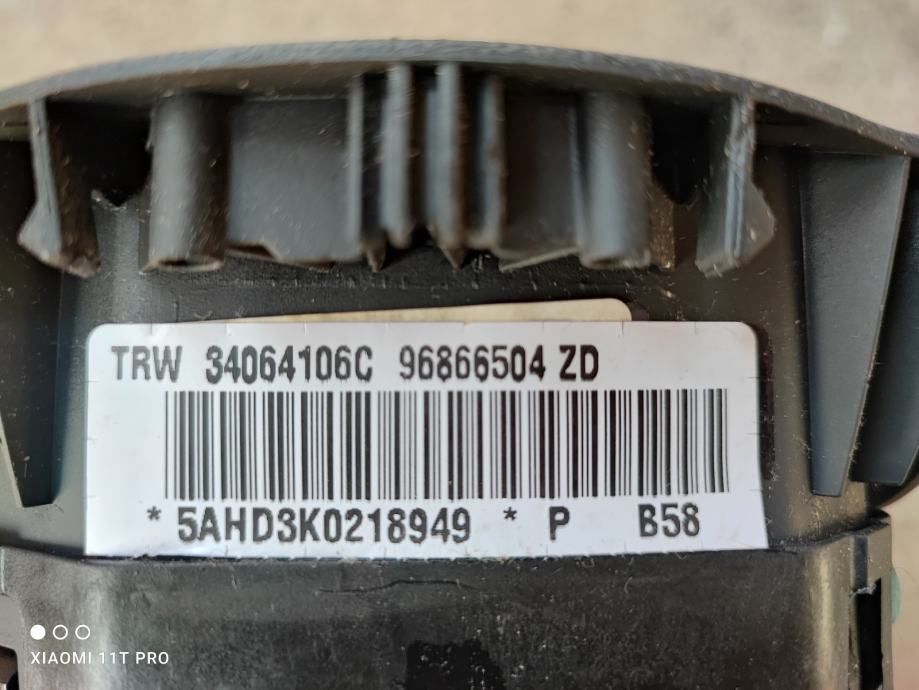 TRW 34064106C 96866504 ZD
* 5AHD3K0218949 * P B58
XIAOMI 11T PRO